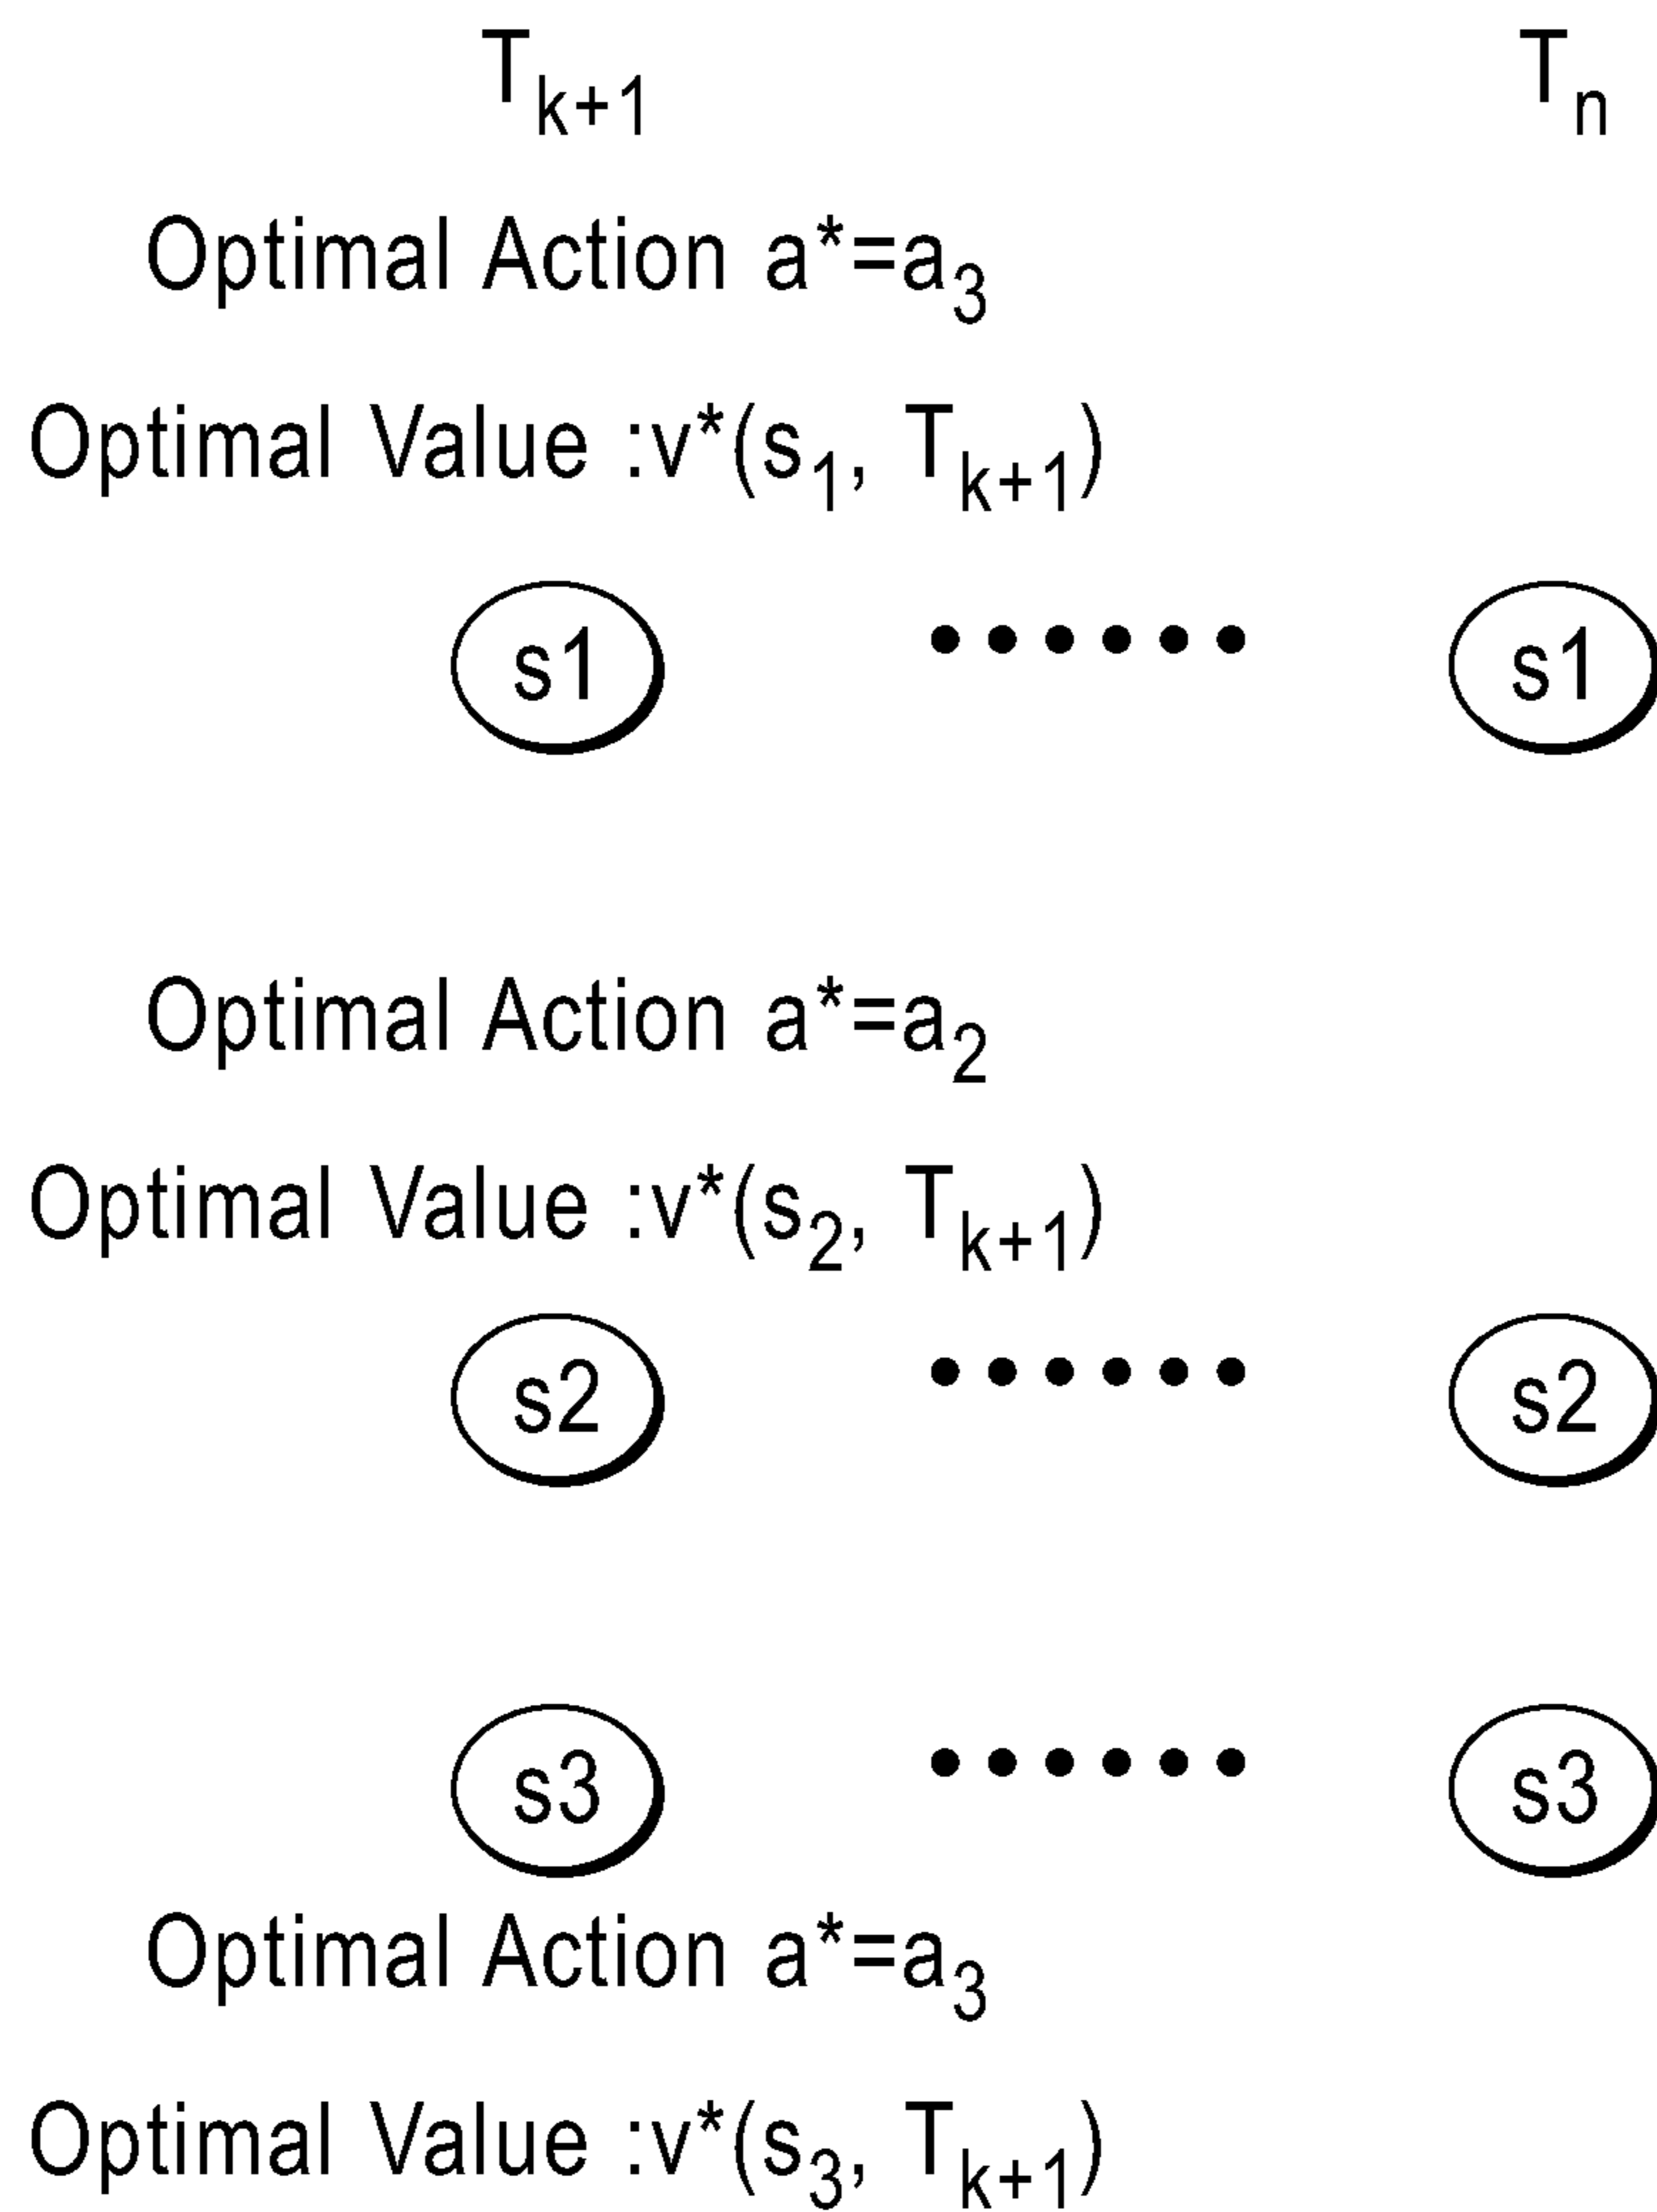 T_{k+1} T_n
Optimal Action a*=a_3
Optimal Value :v*(s_1, T_{k+1})
s1 •••••• s1
Optimal Action a*=a_2
Optimal Value :v*(s_2, T_{k+1})
s2 •••••• s2
s3 •••••• s3
Optimal Action a*=a_3
Optimal Value :v*(s_3, T_{k+1})